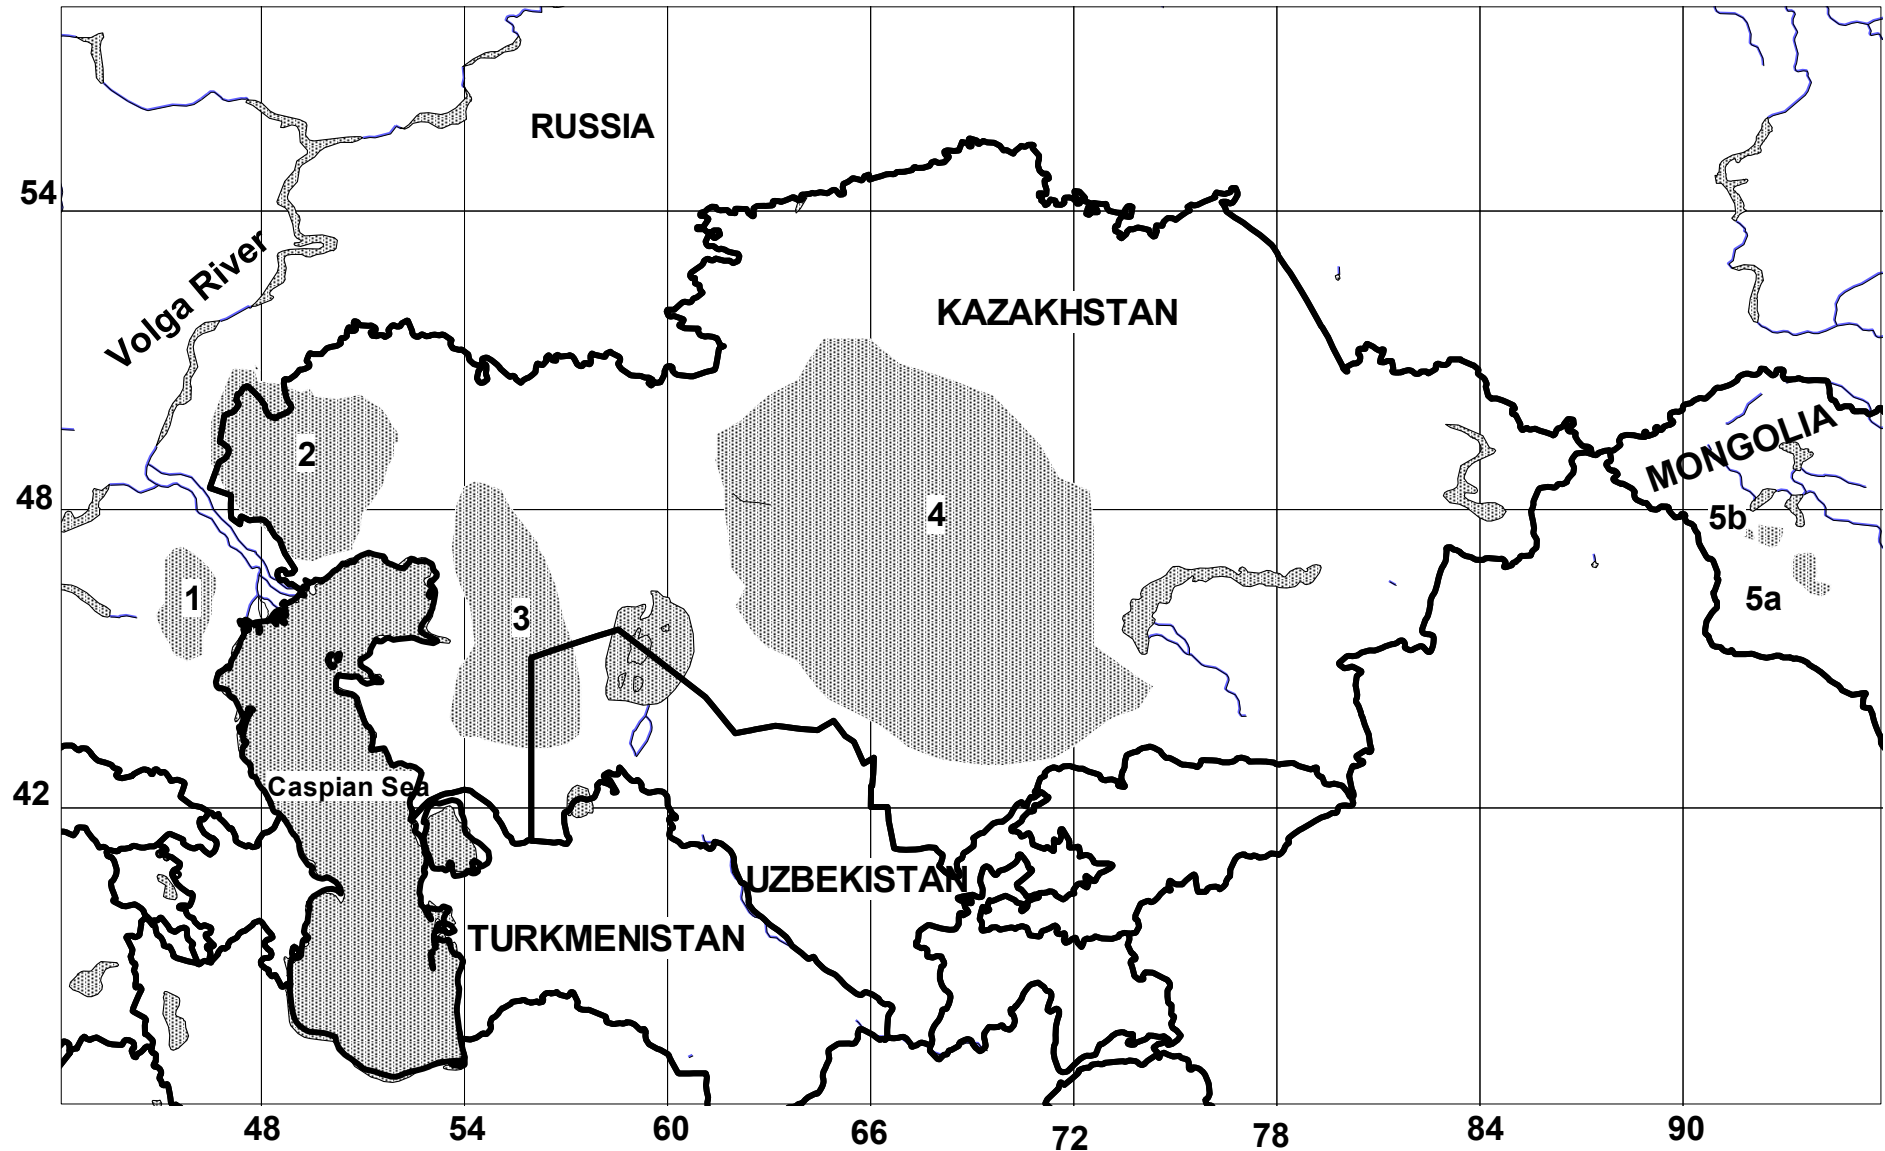 RUSSIA
54
Volga River
KAZAKHSTAN
MONGOLIA
2
48
4
5b
1
3
5a
Caspian Sea
42
UZBEKISTAN
TURKMENISTAN
48 54 60 66 72 78 84 90